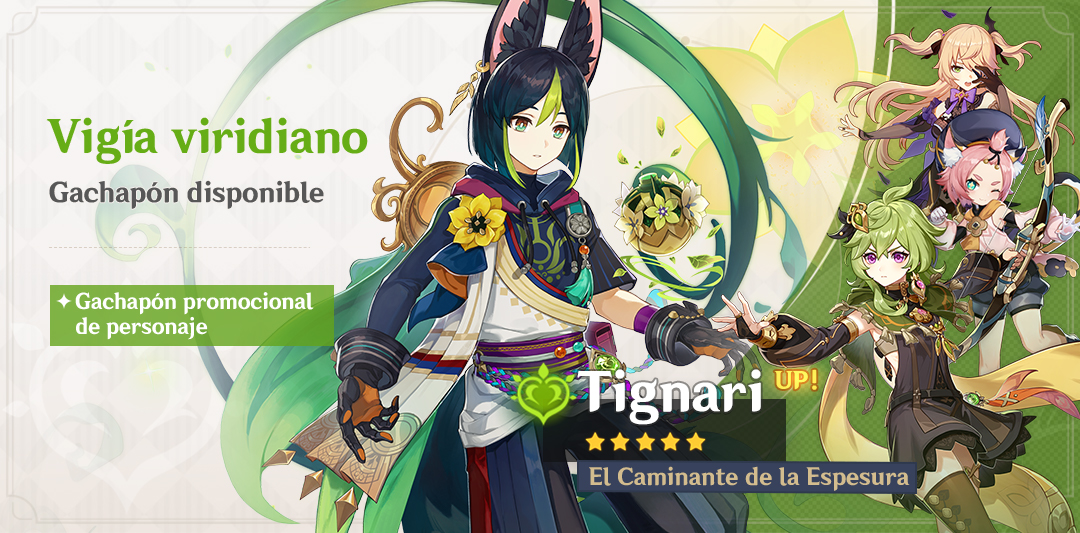 Vigía viridiano
Gachapón disponible
✦ Gachapón promocional
de personaje
Tignari UP!
★★★★★
El Caminante de la Espesura